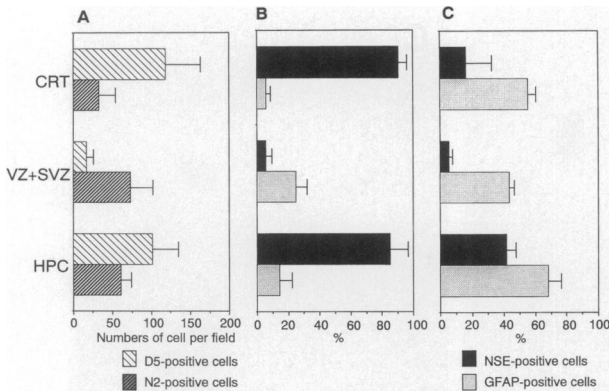 A
B
C
CRT
VZ+SVZ
HPC
0 50 100 150 200
0 20 40 60 80 100
0 20 40 60 80 100
Numbers of cell per field
%
%
D5-positive cells
N2-positive cells
NSE-positive cells
GFAP-positive cells